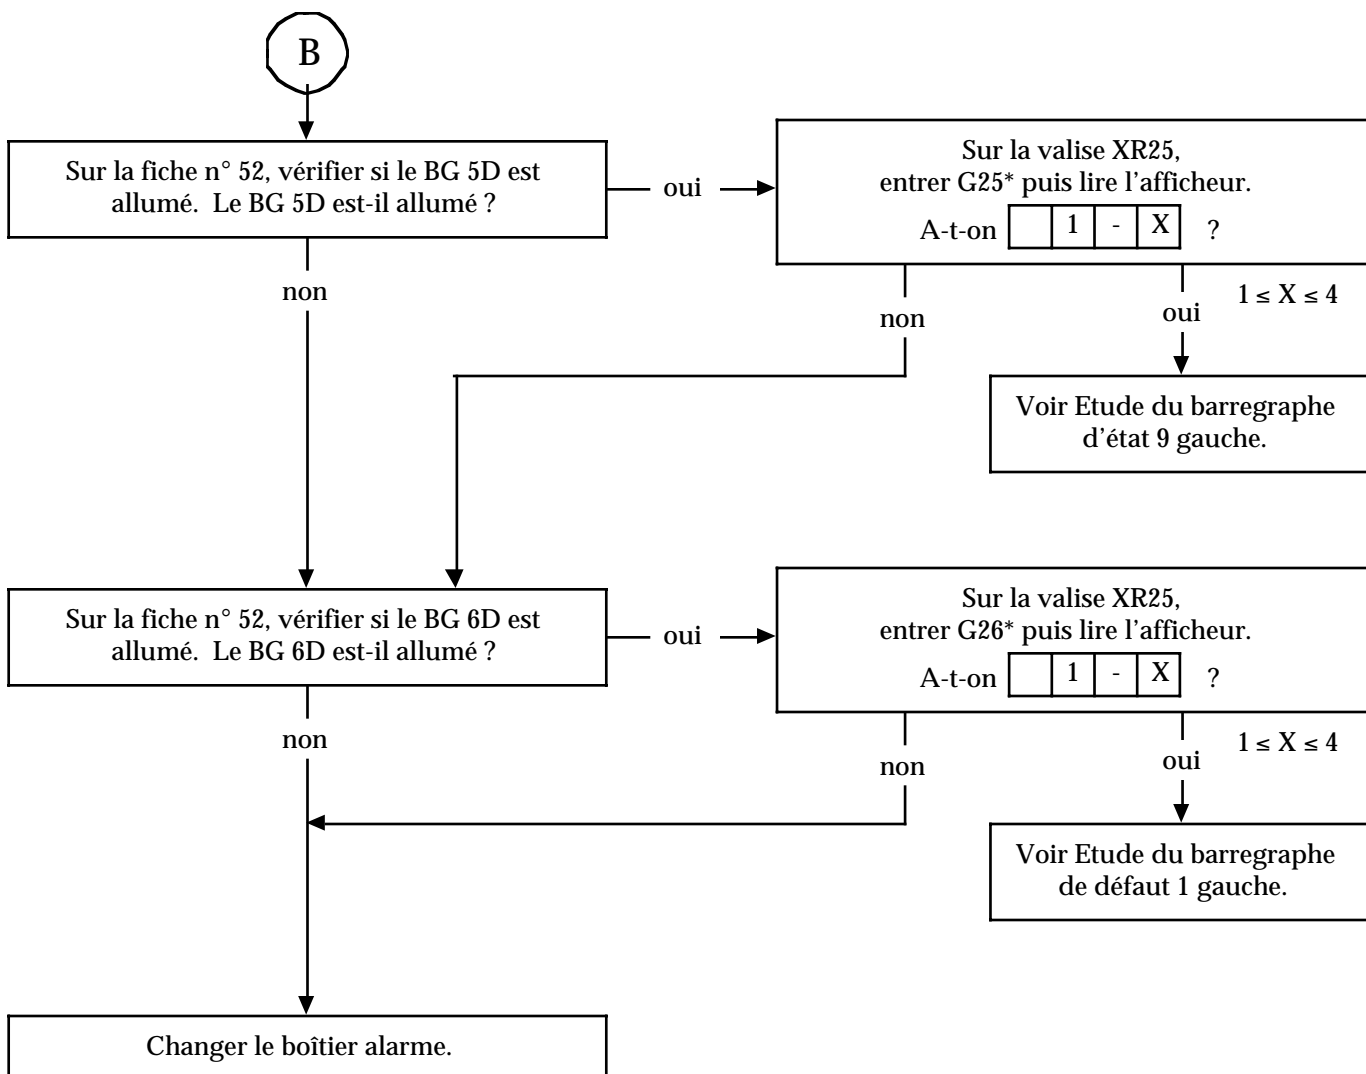 B
Sur la fiche n° 52, vérifier si le BG 5D est
allumé. Le BG 5D est-il allumé ?
oui
Sur la valise XR25,
entrer G25* puis lire l’afficheur.
A-t-on 1 - X ?
non
1 ≤ X ≤ 4
oui
non
Voir Etude du barregraphe
d’état 9 gauche.
Sur la fiche n° 52, vérifier si le BG 6D est
allumé. Le BG 6D est-il allumé ?
oui
Sur la valise XR25,
entrer G26* puis lire l’afficheur.
A-t-on 1 - X ?
non
1 ≤ X ≤ 4
oui
non
Voir Etude du barregraphe
de défaut 1 gauche.
Changer le boîtier alarme.